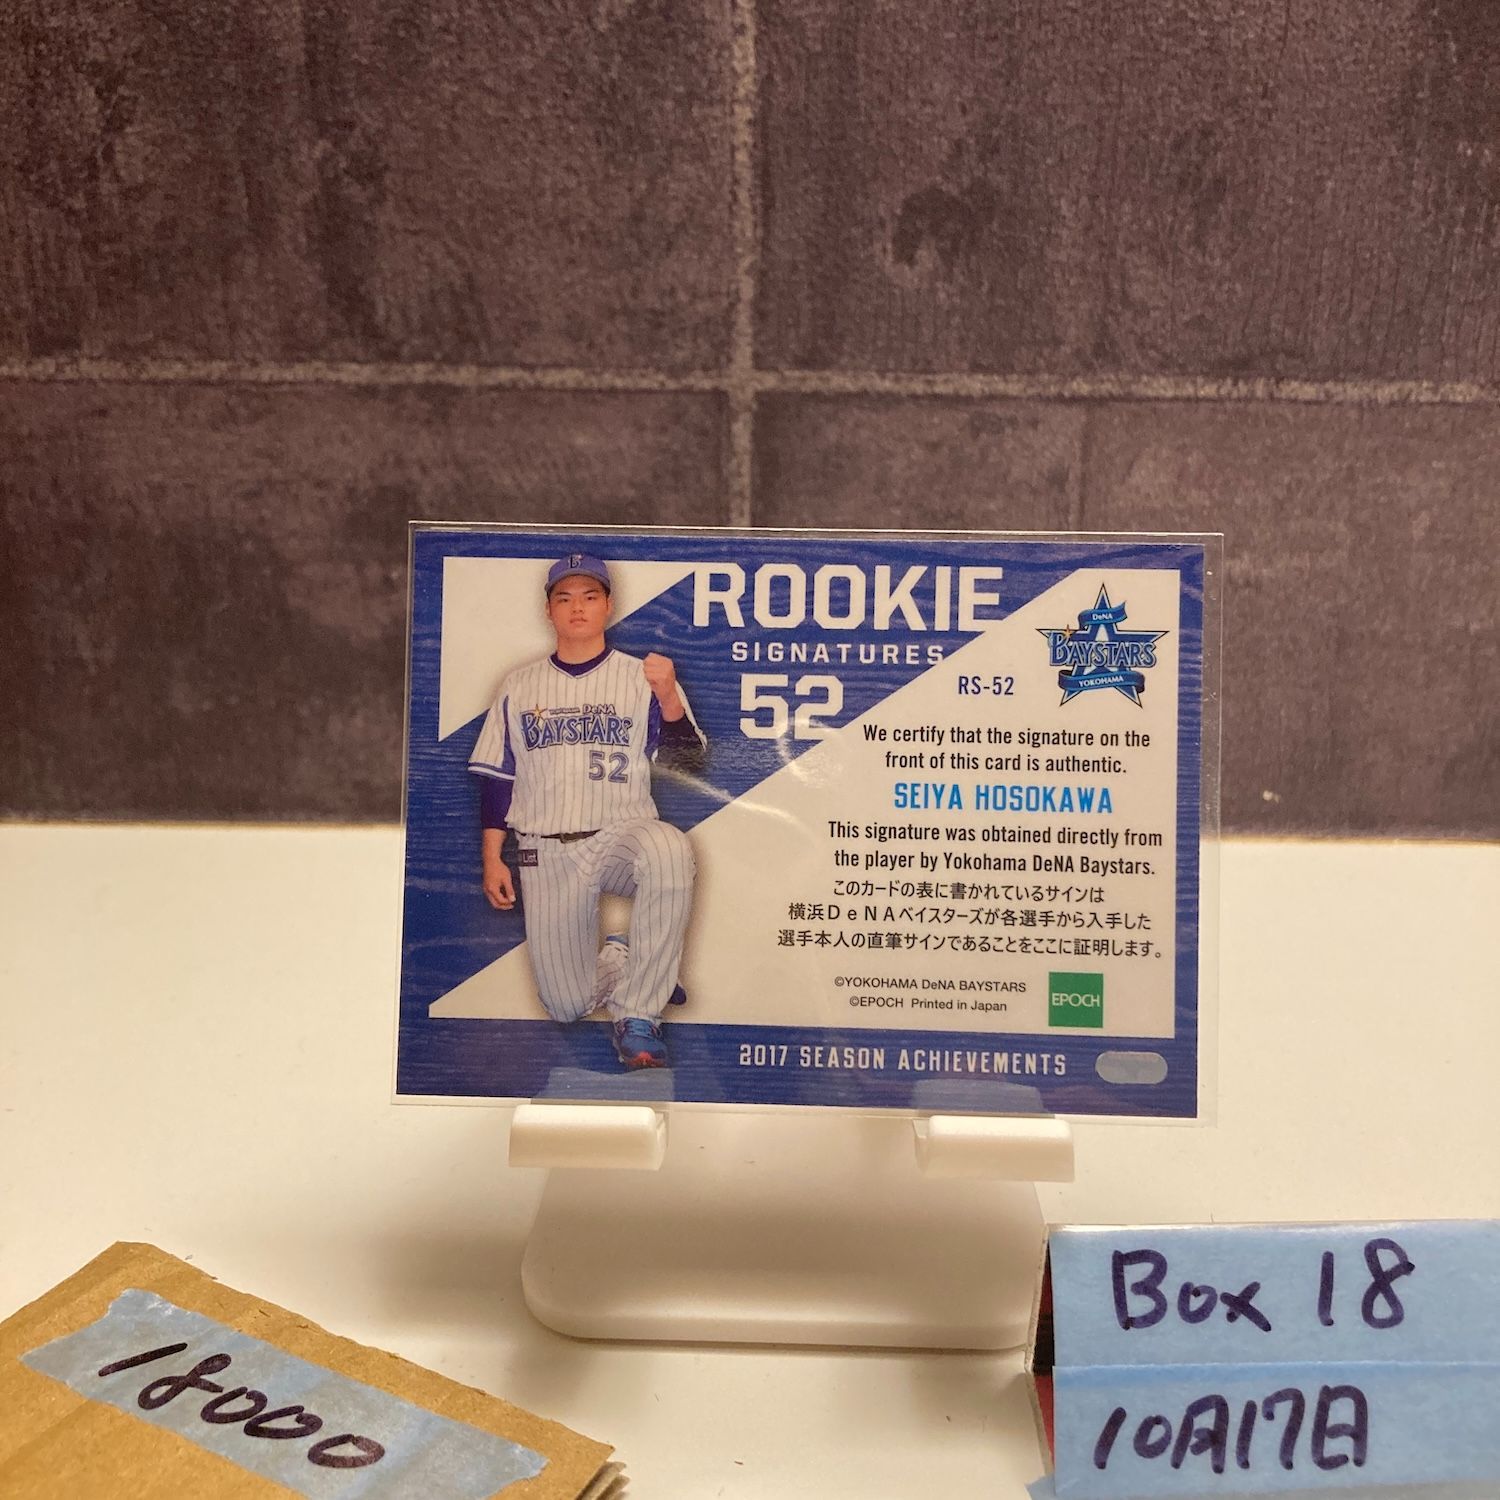 ROOKIE
SIGNATURES
52
DeNA
BAYSTARS
YOKOHAMA
RS-52
We certify that the signature on the
front of this card is authentic.
SEIYA HOSOKAWA
This signature was obtained directly from
the player by Yokohama DeNA Baystars.
このカードの表に書かれているサインは
横浜DeNAベイスターズが各選手から入手した
選手本人の直筆サインであることをここに証明します。
©YOKOHAMA DeNA BAYSTARS
©EPOCH Printed in Japan
EPOCH
2017 SEASON ACHIEVEMENTS
B
YOKOHAMA DeNA
BAYSTARS
52
18000
Box 18
10月17日